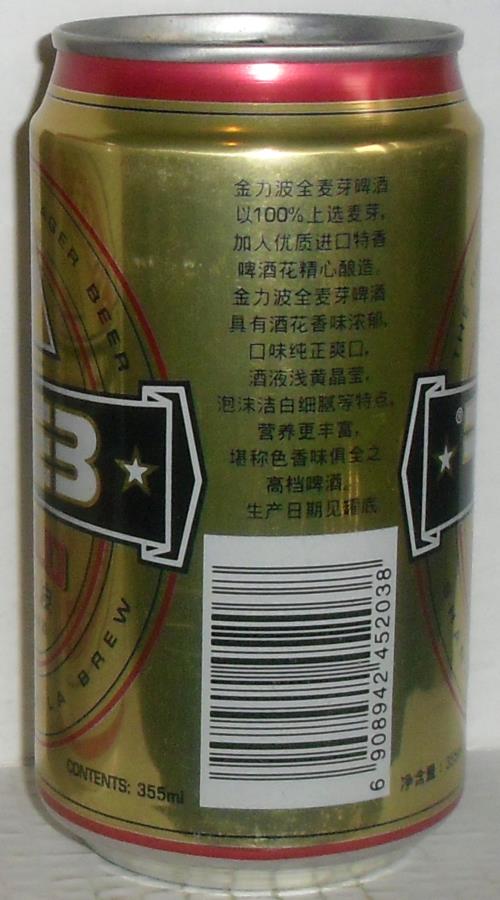 金力波全麦芽啤酒
以100%上选麦芽,
加入优质进口特香
啤酒花精心酿造。
金力波全麦芽啤酒
具有酒花香味浓郁,
口味纯正爽口,
酒液浅黄晶莹,
泡沫洁白细腻等特点,
营养更丰富,
堪称色香味俱全之
高档啤酒。
生产日期见罐底
6 908942 452038
CONTENTS: 355ml
净含量:
AGER BEER
B
LA BREW
THE
®